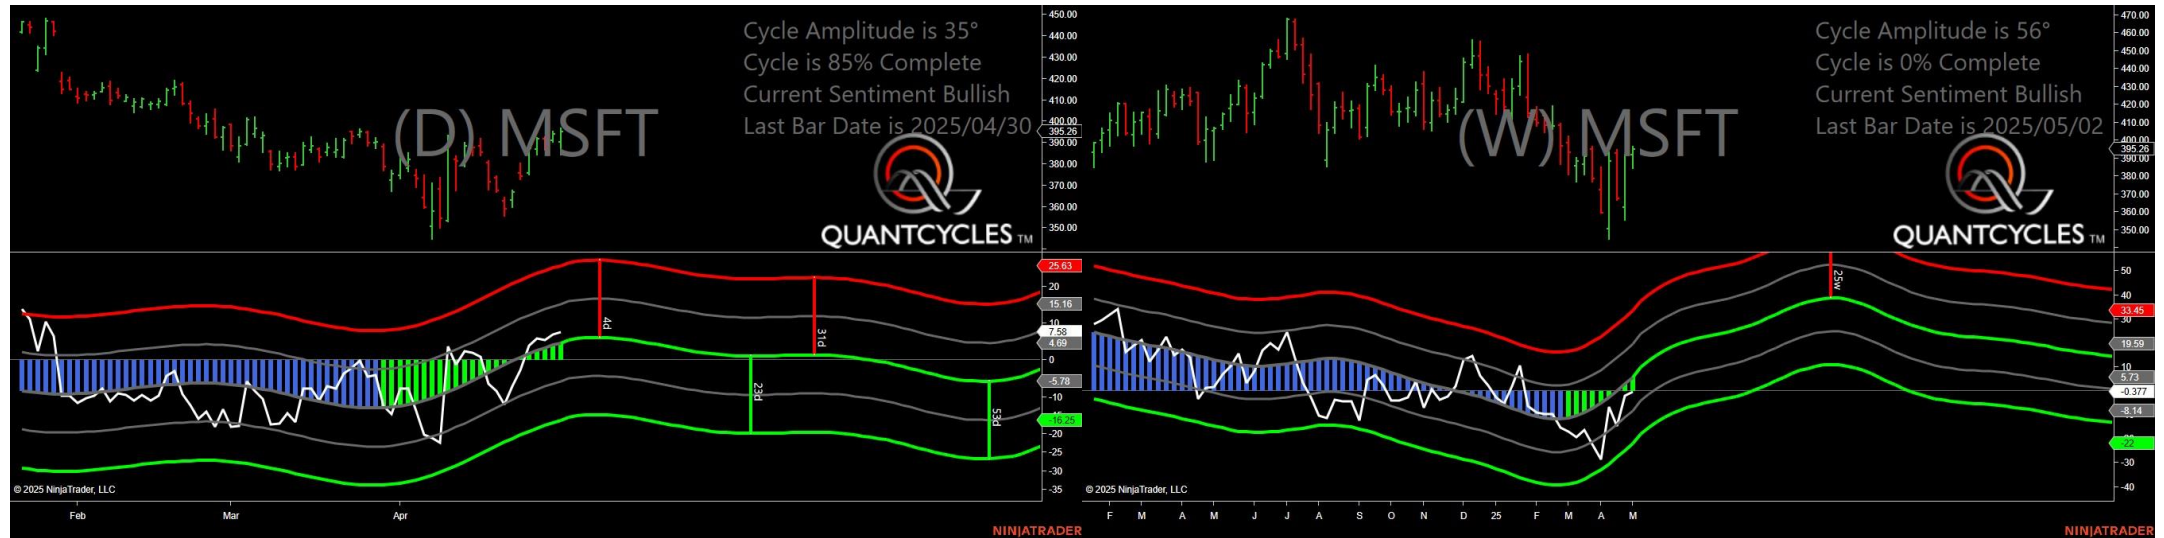 Cycle Amplitude is 35°
Cycle is 85% Complete
Current Sentiment Bullish
Last Bar Date is 2025/04/30
(D) MSFT
QUANTCYCLES TM
450.00
440.00
430.00
420.00
410.00
400.00
395.26
390.00
380.00
370.00
360.00
350.00
25.63
20
15.16
10
7.58
4.69
0
-5.78
-10
-16.25
-20
-25
-30
-35
4d
23d
31d
53d
© 2025 NinjaTrader, LLC
Feb
Mar
Apr
NINJATRADER
Cycle Amplitude is 56°
Cycle is 0% Complete
Current Sentiment Bullish
Last Bar Date is 2025/05/02
(W) MSFT
QUANTCYCLES TM
470.00
460.00
450.00
440.00
430.00
420.00
410.00
400.00
395.26
390.00
380.00
370.00
360.00
350.00
50
40
33.45
30
19.59
10
5.73
-0.377
-8.14
-22
-30
-40
25w
© 2025 NinjaTrader, LLC
F M A M J J A S O N D 25 F M A M
NINJATRADER